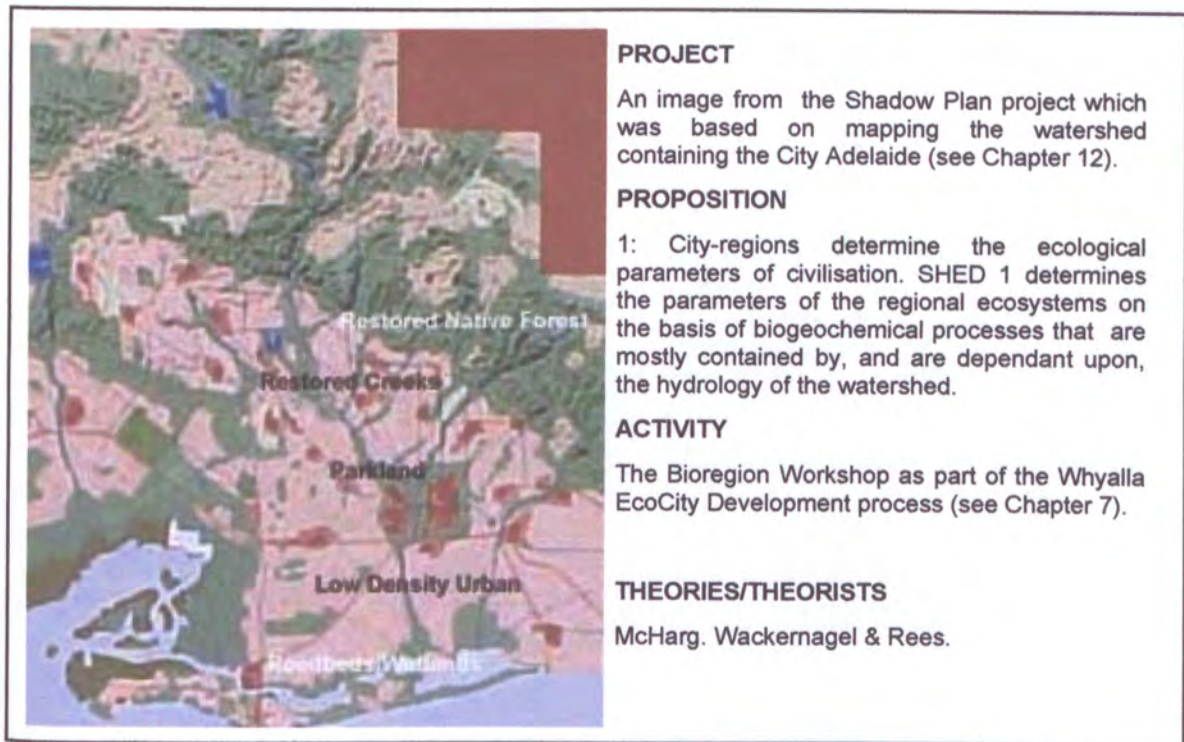 Restored Native Forest
Restored Creeks
Parkland
Low Density Urban
Reedbeds/Wetlands
PROJECT
An image from the Shadow Plan project which
was based on mapping the watershed
containing the City Adelaide (see Chapter 12).
PROPOSITION
1: City-regions determine the ecological
parameters of civilisation. SHED 1 determines
the parameters of the regional ecosystems on
the basis of biogeochemical processes that are
mostly contained by, and are dependant upon,
the hydrology of the watershed.
ACTIVITY
The Bioregion Workshop as part of the Whyalla
EcoCity Development process (see Chapter 7).
THEORIES/THEORISTS
McHarg. Wackernagel & Rees.